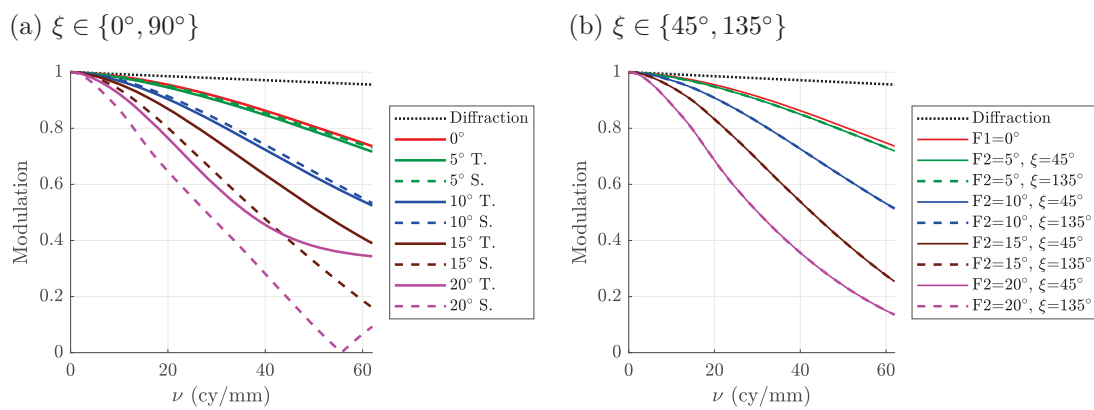 (a) ξ ∈ {0°, 90°}
Modulation
1
0.8
0.6
0.4
0.2
0
0
20
40
60
ν (cy/mm)
Diffraction
0°
5° T.
5° S.
10° T.
10° S.
15° T.
15° S.
20° T.
20° S.
(b) ξ ∈ {45°, 135°}
Modulation
1
0.8
0.6
0.4
0.2
0
0
20
40
60
ν (cy/mm)
Diffraction
F1=0°
F2=5°, ξ=45°
F2=5°, ξ=135°
F2=10°, ξ=45°
F2=10°, ξ=135°
F2=15°, ξ=45°
F2=15°, ξ=135°
F2=20°, ξ=45°
F2=20°, ξ=135°